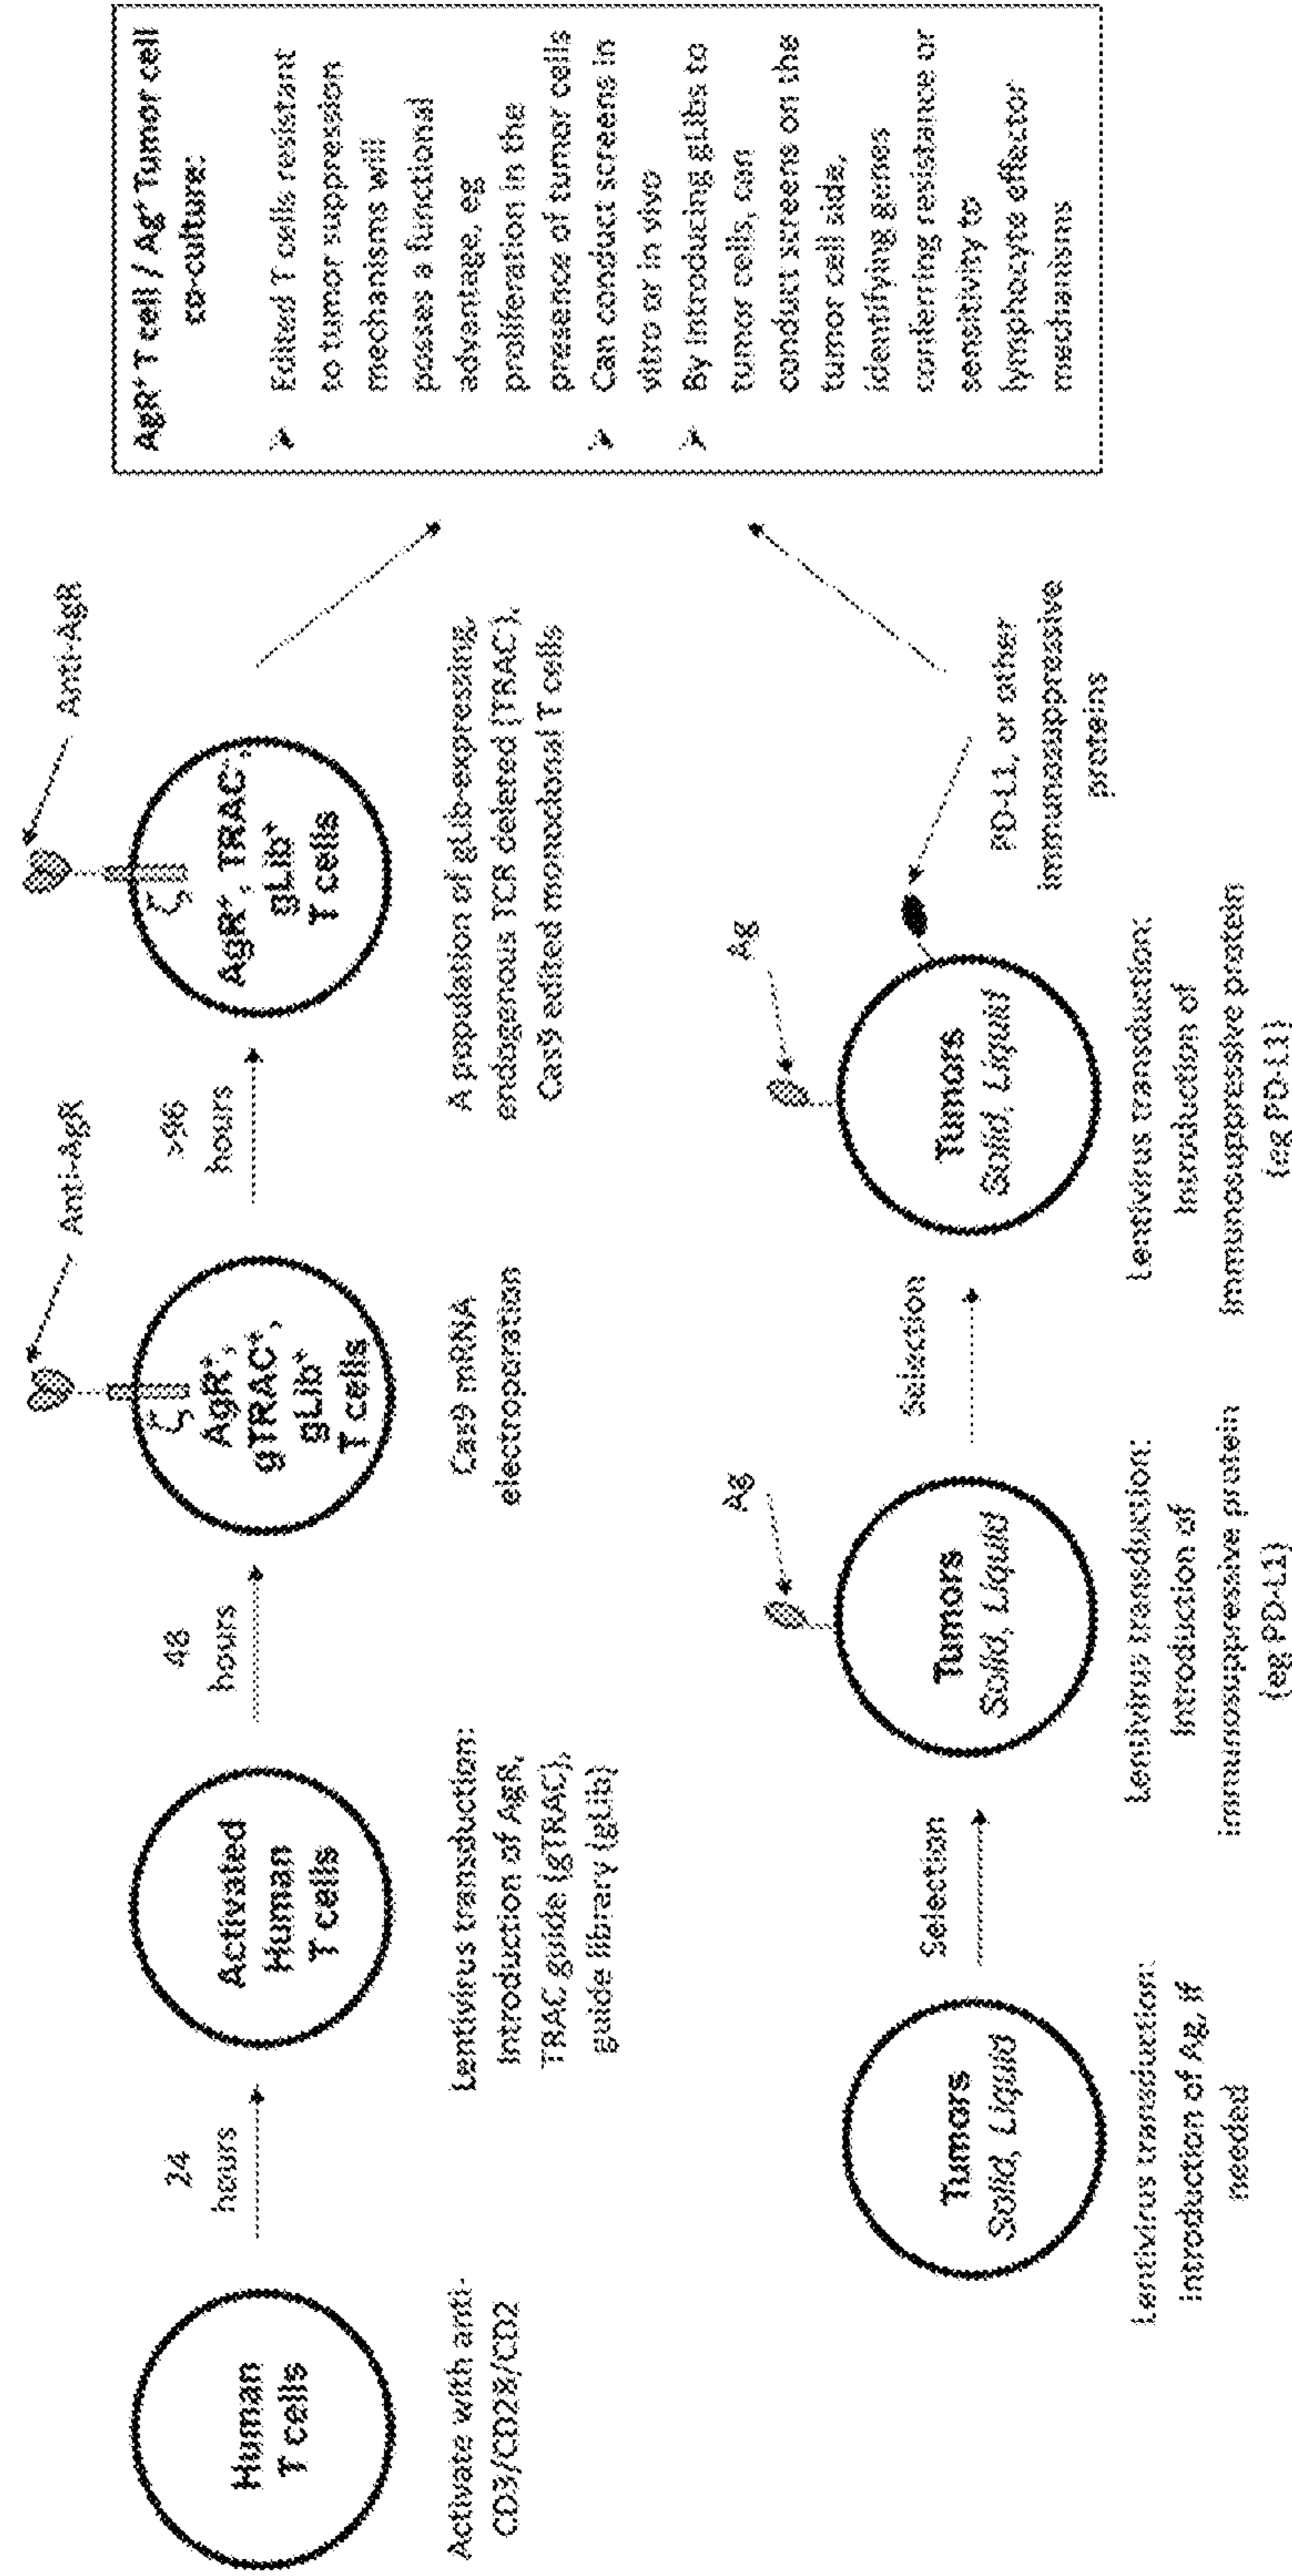 Human
T cells
Activate with anti-
CD3/CD28/CD2
24
hours
Activated
Human
T cells
Lentivirus transduction:
Introduction of AgR,
TRAC guide (gTRAC),
guide library (gLib)
48
hours
Anti-AgR
ζ
AgR⁺,
gTRAC⁺,
gLib⁺
T cells
Cas9 mRNA
electroporation
>96
hours
Anti-AgR
ζ
AgR⁺, TRAC⁻,
gLib⁺
T cells
A population of gLib-expressing,
endogenous TCR deleted (TRAC⁻),
Cas9 edited monoclonal T cells
Tumors
Solid, Liquid
Lentivirus transduction:
Introduction of Ag, if
needed
Selection
Ag
Tumors
Solid, Liquid
Lentivirus transduction:
Introduction of
immunosuppressive protein
(eg PD-L1)
Selection
Ag
Tumors
Solid, Liquid
Lentivirus transduction:
Introduction of
immunosuppressive protein
(eg PD-L1)
PD-L1, or other
immunosuppressive
proteins
AgR⁺ T cell / Ag⁺ Tumor cell
co-culture:
➢ Edited T cells resistant
to tumor suppression
mechanisms will
posses a functional
advantage, eg
proliferation in the
presence of tumor cells
➢ Can conduct screens in
vitro or in vivo
➢ By introducing gLibs to
tumor cells, can
conduct screens on the
tumor cell side,
identifying genes
conferring resistance or
sensitivity to
lymphocyte effector
mechanisms